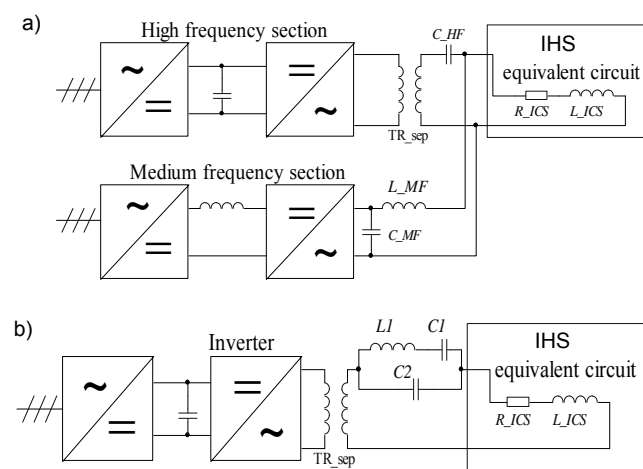 a)
High frequency section
C_HF
IHS
equivalent circuit
~
=
=
~
R_ICS
L_ICS
TR_sep
Medium frequency section
L_MF
~
=
=
~
C_MF
b)
Inverter
L1
C1
IHS
equivalent circuit
C2
~
=
=
~
R_ICS
L_ICS
TR_sep